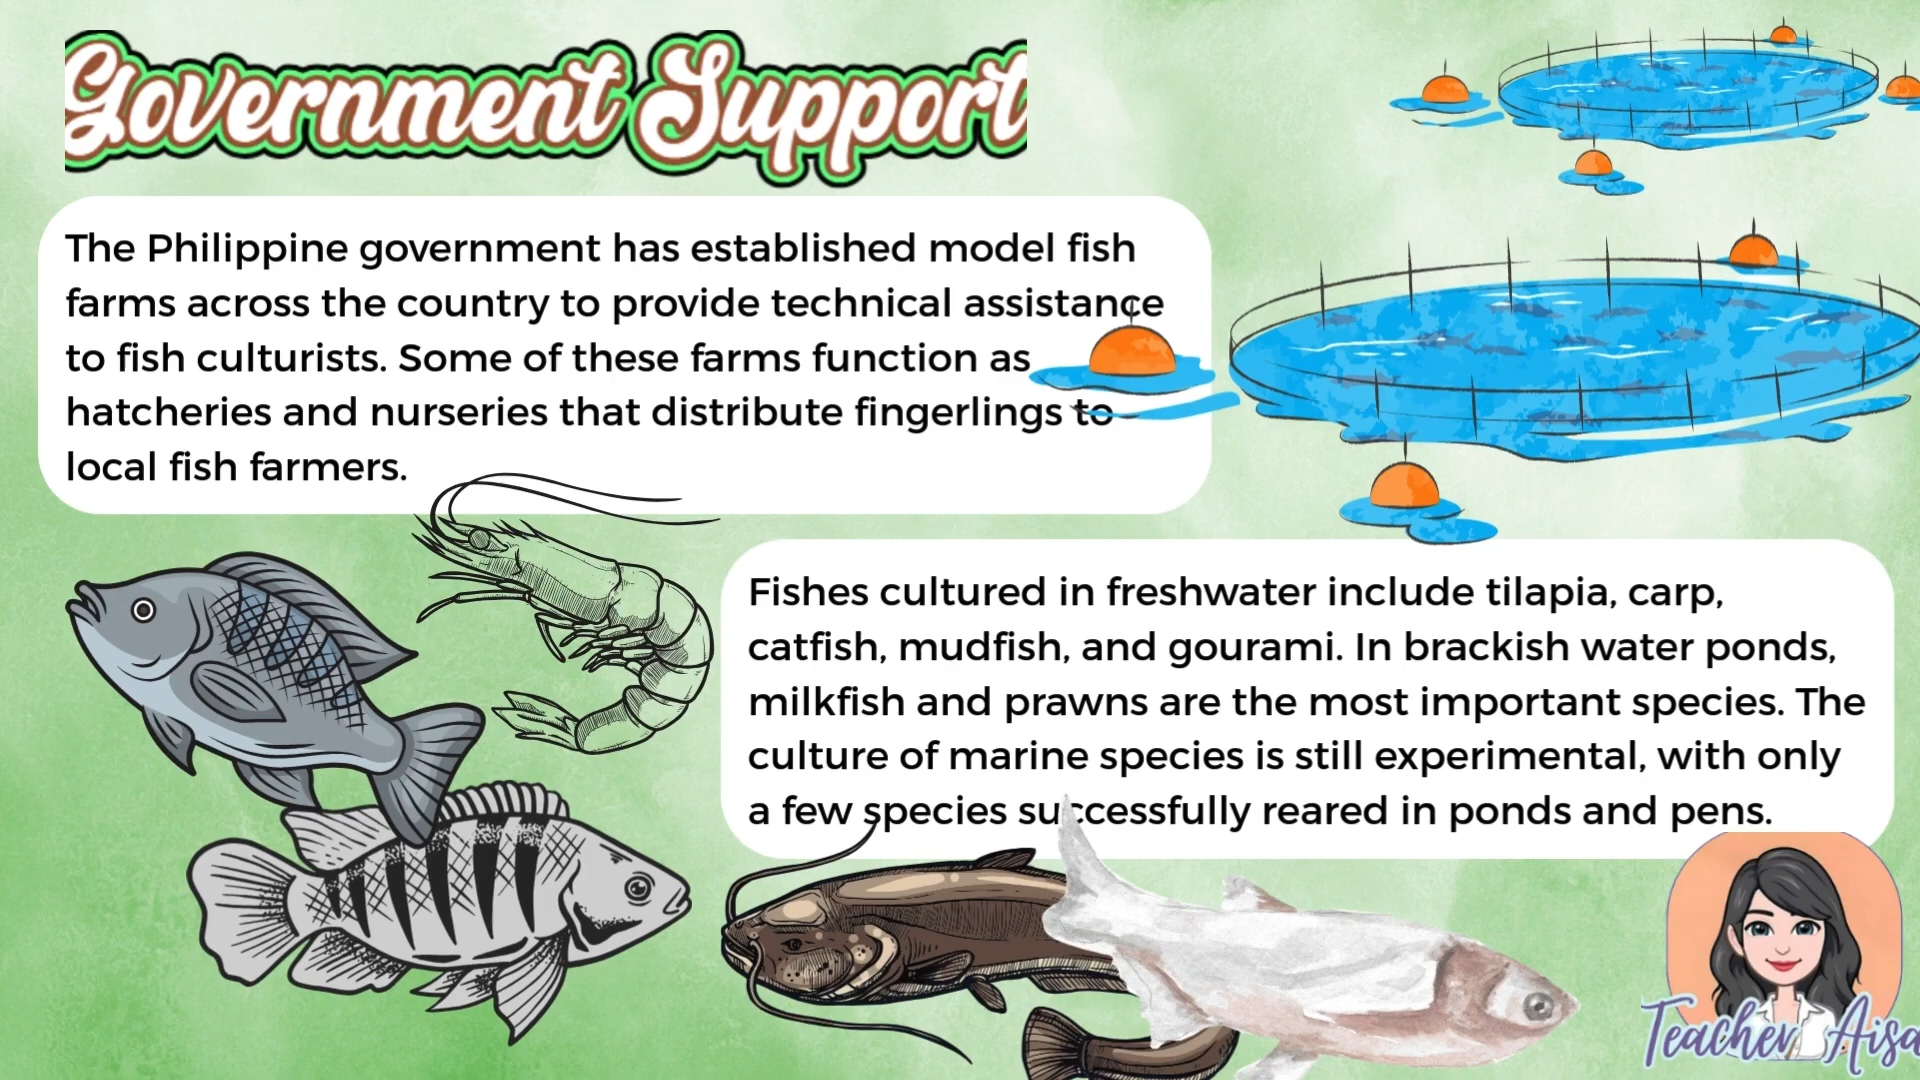 Government Support
The Philippine government has established model fish
farms across the country to provide technical assistance
to fish culturists. Some of these farms function as
hatcheries and nurseries that distribute fingerlings to
local fish farmers.
Fishes cultured in freshwater include tilapia, carp,
catfish, mudfish, and gourami. In brackish water ponds,
milkfish and prawns are the most important species. The
culture of marine species is still experimental, with only
a few species successfully reared in ponds and pens.
Teacher Aisa